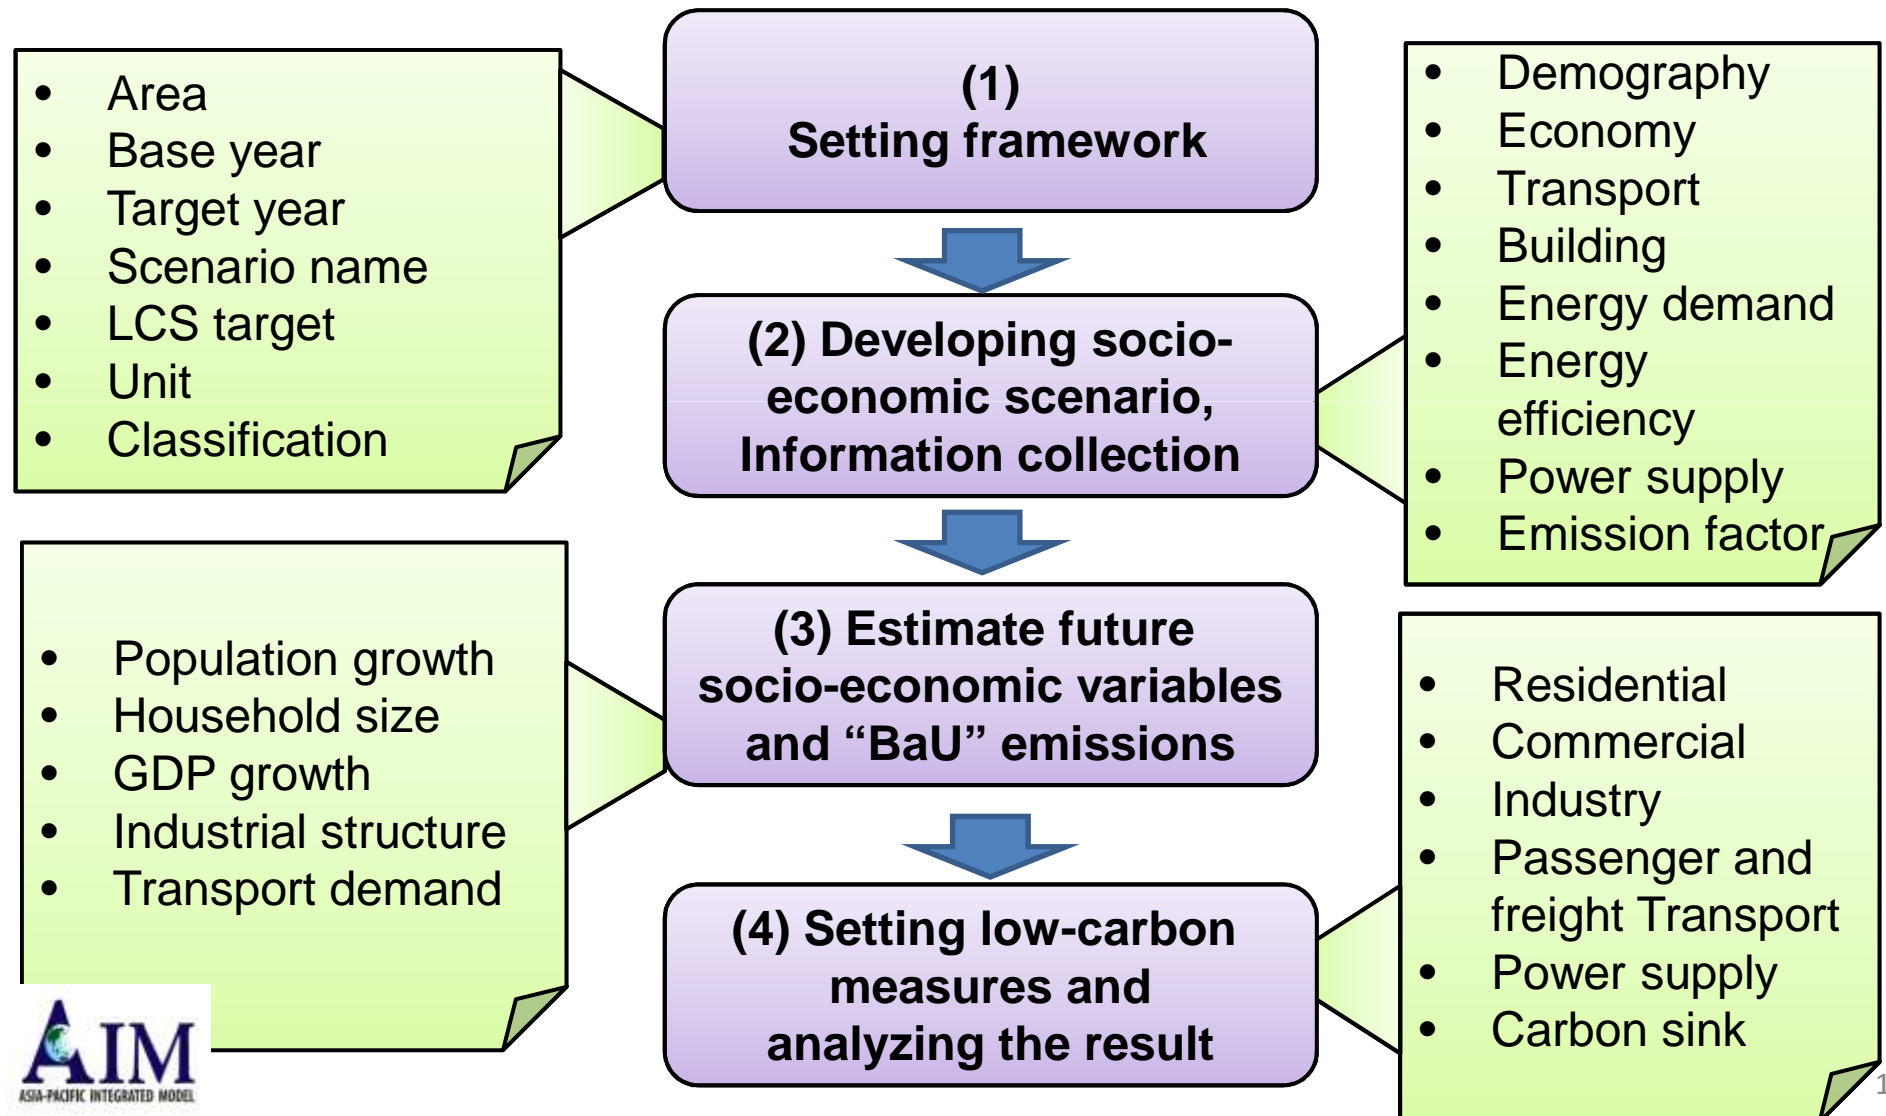 • Area
• Base year
• Target year
• Scenario name
• LCS target
• Unit
• Classification
(1)
Setting framework
• Demography
• Economy
• Transport
• Building
• Energy demand
• Energy
efficiency
• Power supply
• Emission factor
(2) Developing socio-
economic scenario,
Information collection
• Population growth
• Household size
• GDP growth
• Industrial structure
• Transport demand
(3) Estimate future
socio-economic variables
and “BaU” emissions
• Residential
• Commercial
• Industry
• Passenger and
freight Transport
• Power supply
• Carbon sink
(4) Setting low-carbon
measures and
analyzing the result
AIM
ASIA-PACIFIC INTEGRATED MODEL
1